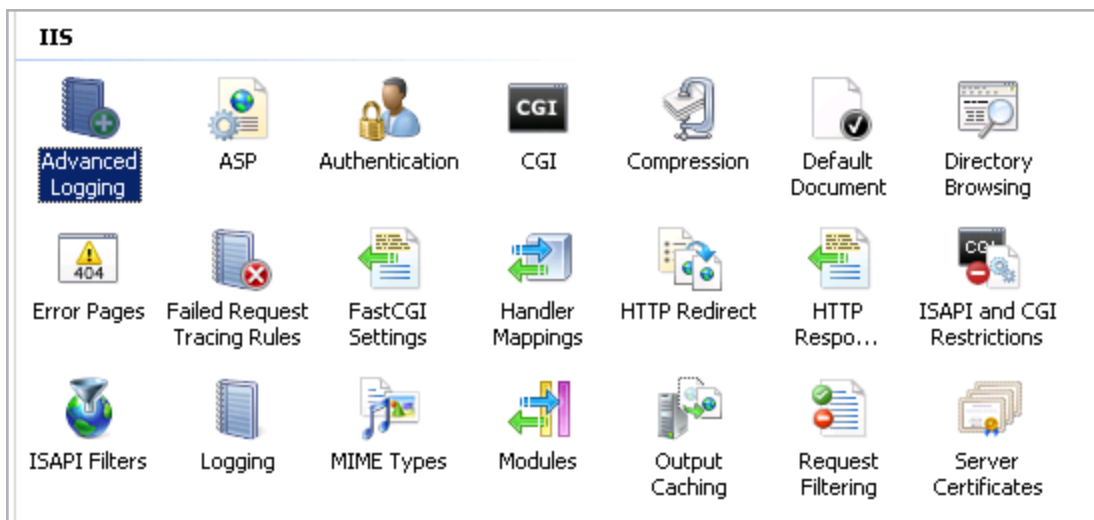 IIS
CGI
Advanced
Logging
ASP
Authentication
CGI
Compression
Default
Document
Directory
Browsing
404
CGI
Error Pages
Failed Request
Tracing Rules
FastCGI
Settings
Handler
Mappings
HTTP Redirect
HTTP
Respo...
ISAPI and CGI
Restrictions
ISAPI Filters
Logging
MIME Types
Modules
Output
Caching
Request
Filtering
Server
Certificates